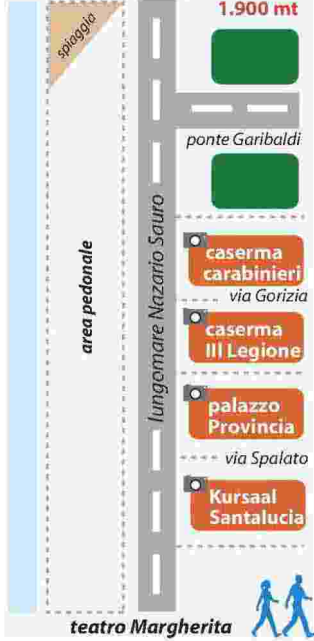 1.900 mt
spiaggia
ponte Garibaldi
caserma
carabinieri
via Gorizia
caserma
III Legione
area pedonale
lungomare Nazario Sauro
palazzo
Provincia
via Spalato
Kursaal
Santalucia
teatro Margherita